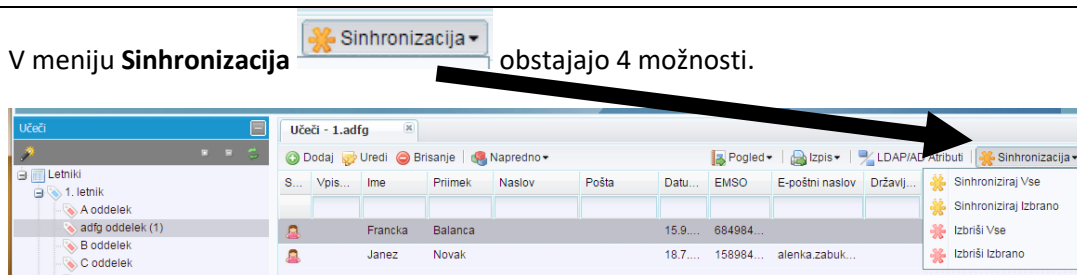 V meniju Sinhronizacija Sinhronizacija obstajajo 4 možnosti.
Učeči
Učeči - 1.adfg
Dodaj Uredi Brisanje Napredno Pogled Izpis LDAP/AD Atributi Sinhronizacija
Letniki
1. letnik
A oddelek
adfg oddelek (1)
B oddelek
C oddelek
S... Vpis... Ime Priimek Naslov Pošta Datu... EMSO E-poštni naslov Državlj...
Francka Balanca 15.9.... 684984...
Janez Novak 18.7.... 158984... alenka.zabuk...
Sinhroniziraj Vse
Sinhroniziraj Izbrano
Izbriši Vse
Izbriši Izbrano